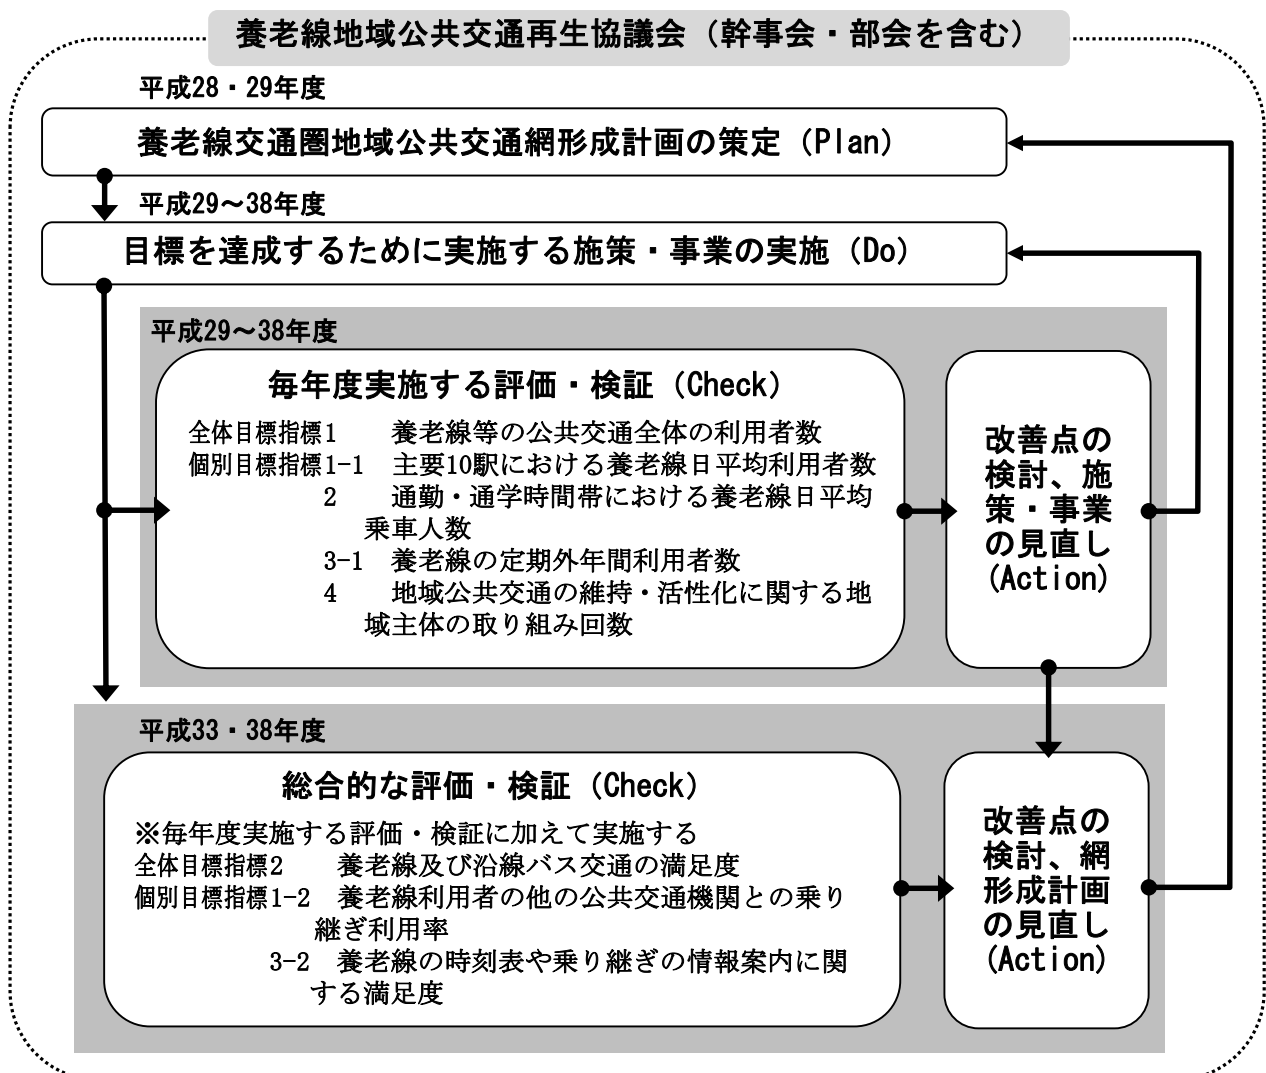 養老線地域公共交通再生協議会（幹事会・部会を含む）
平成28・29年度
養老線交通圏地域公共交通網形成計画の策定（Plan）
平成29～38年度
目標を達成するために実施する施策・事業の実施（Do）
平成29～38年度
毎年度実施する評価・検証（Check）
全体目標指標1　養老線等の公共交通全体の利用者数
個別目標指標1-1　主要10駅における養老線日平均利用者数
2　通勤・通学時間帯における養老線日平均
乗車人数
3-1　養老線の定期外年間利用者数
4　地域公共交通の維持・活性化に関する地
域主体の取り組み回数
改善点の
検討、施
策・事業
の見直し
(Action)
平成33・38年度
総合的な評価・検証（Check）
※毎年度実施する評価・検証に加えて実施する
全体目標指標2　養老線及び沿線バス交通の満足度
個別目標指標1-2　養老線利用者の他の公共交通機関との乗り
継ぎ利用率
3-2　養老線の時刻表や乗り継ぎの情報案内に関
する満足度
改善点の
検討、網
形成計画
の見直し
(Action)